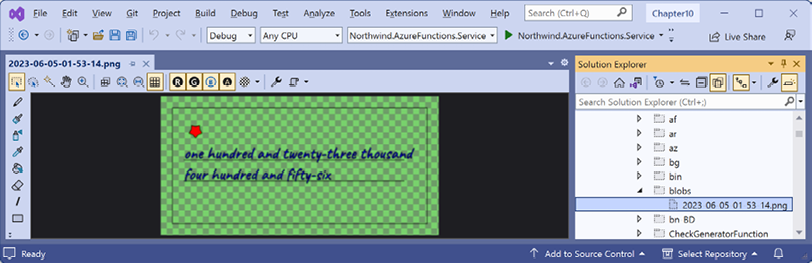 File Edit View Git Project Build Debug Test Analyze Tools Extensions Window Help Search (Ctrl+Q) Chapter10
Debug Any CPU Northwind.AzureFunctions.Service Northwind.AzureFunctions.Service Live Share
2023-06-05-01-53-14.png
Solution Explorer
R G B A
Search Solution Explorer (Ctrl+;)
af
ar
az
bg
bin
blobs
2023-06-05-01-53-14.png
bn-BD
CheckGeneratorFunction
one hundred and twenty-three thousand
four hundred and fifty-six
Ready Add to Source Control Select Repository